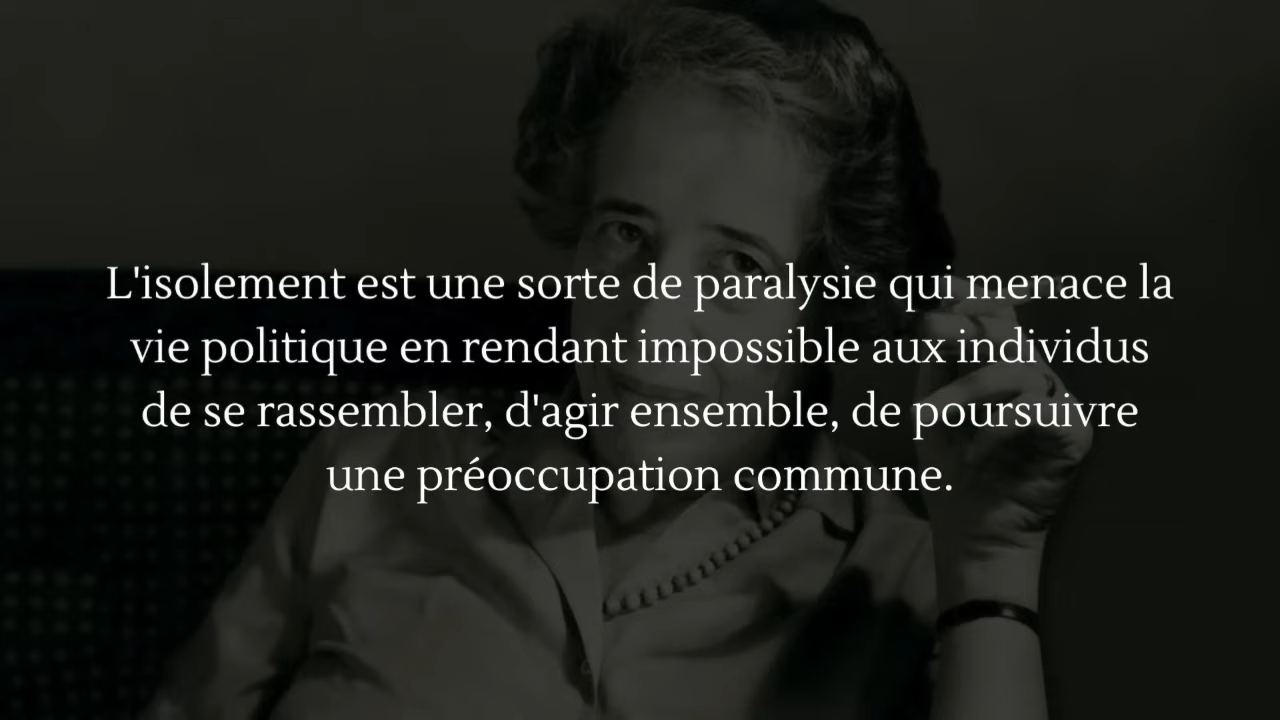 L'isolement est une sorte de paralysie qui menace la
vie politique en rendant impossible aux individus
de se rassembler, d'agir ensemble, de poursuivre
une préoccupation commune.